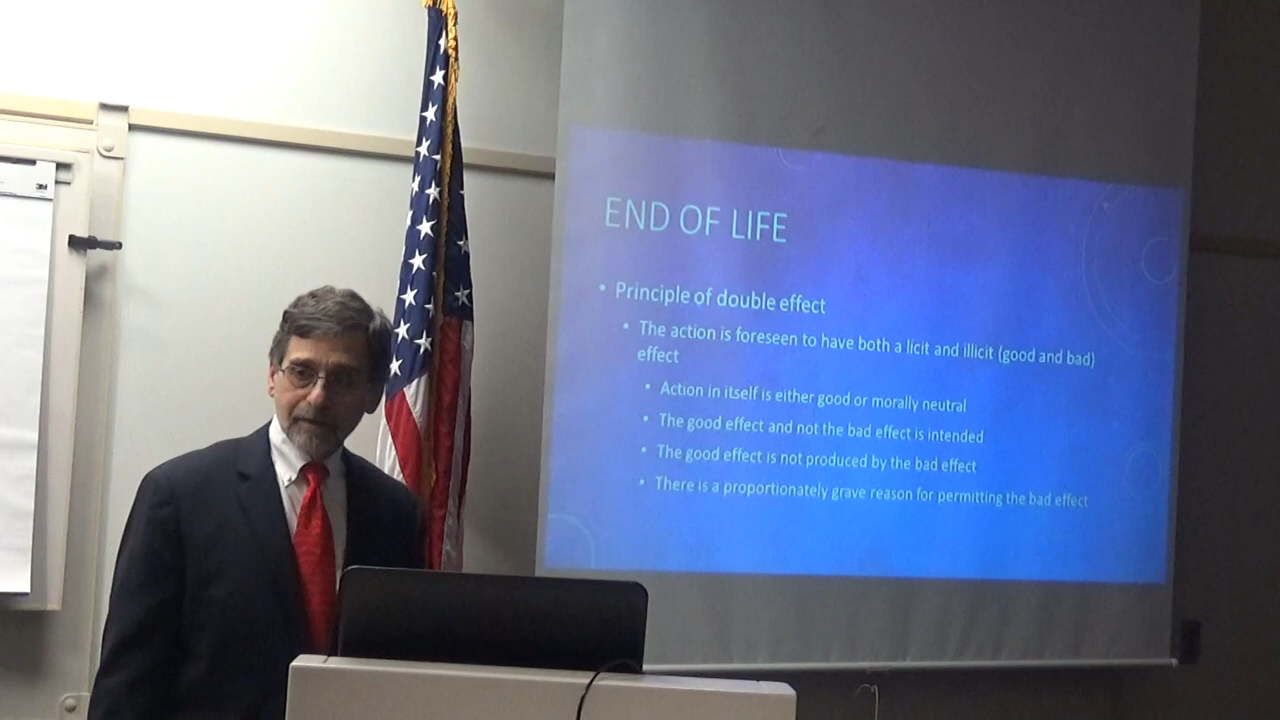 3M
END OF LIFE
• Principle of double effect
• The action is foreseen to have both a licit and illicit (good and bad)
effect
• Action in itself is either good or morally neutral
• The good effect and not the bad effect is intended
• The good effect is not produced by the bad effect
• There is a proportionately grave reason for permitting the bad effect